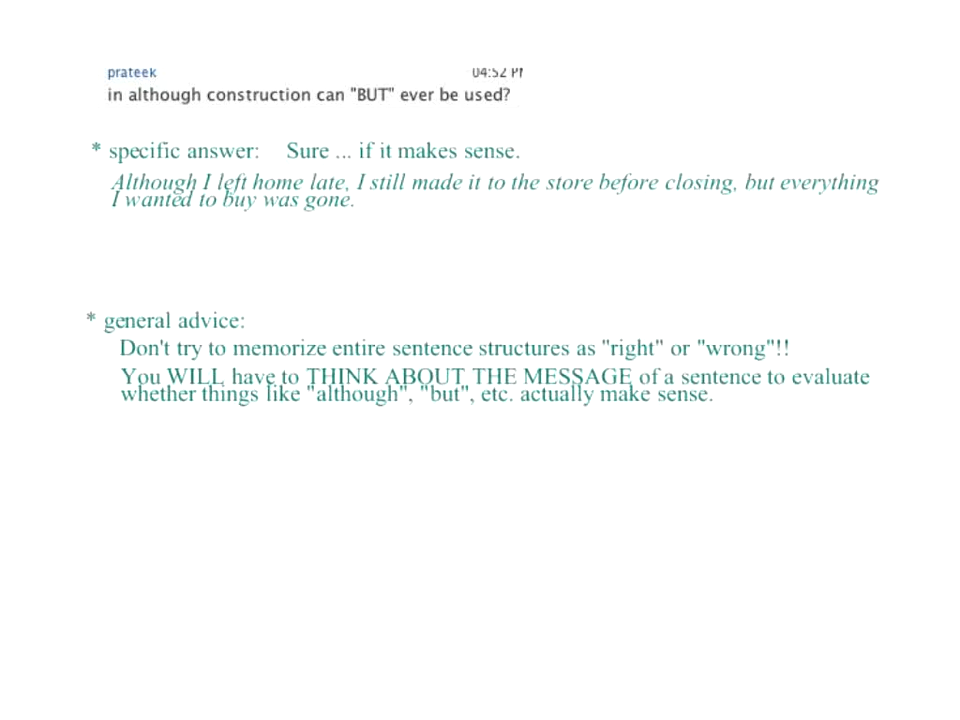 prateek 04:52 PM
in although construction can "BUT" ever be used?
* specific answer: Sure ... if it makes sense.
Although I left home late, I still made it to the store before closing, but everything
I wanted to buy was gone.
* general advice:
Don't try to memorize entire sentence structures as "right" or "wrong"!!
You WILL have to THINK ABOUT THE MESSAGE of a sentence to evaluate
whether things like "although", "but", etc. actually make sense.